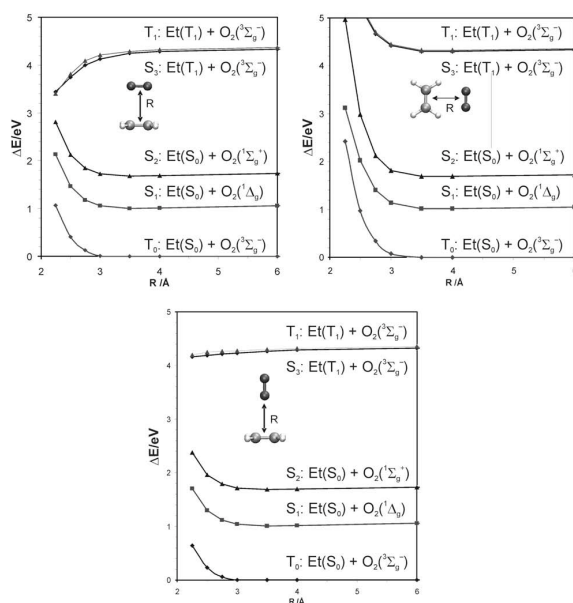 T₁: Et(T₁) + O₂(³Σg⁻)
S₃: Et(T₁) + O₂(³Σg⁻)
R
S₂: Et(S₀) + O₂(¹Σg⁺)
S₁: Et(S₀) + O₂(¹Δg)
T₀: Et(S₀) + O₂(³Σg⁻)
ΔE/eV
5
4
3
2
1
0
2 3 4 5 6
R /Å
T₁: Et(T₁) + O₂(³Σg⁻)
S₃: Et(T₁) + O₂(³Σg⁻)
R
S₂: Et(S₀) + O₂(¹Σg⁺)
S₁: Et(S₀) + O₂(¹Δg)
T₀: Et(S₀) + O₂(³Σg⁻)
ΔE/eV
5
4
3
2
1
0
2 3 4 5 6
R /Å
T₁: Et(T₁) + O₂(³Σg⁻)
S₃: Et(T₁) + O₂(³Σg⁻)
R
S₂: Et(S₀) + O₂(¹Σg⁺)
S₁: Et(S₀) + O₂(¹Δg)
T₀: Et(S₀) + O₂(³Σg⁻)
ΔE/eV
5
4
3
2
1
0
2 3 4 5 6
R /Å